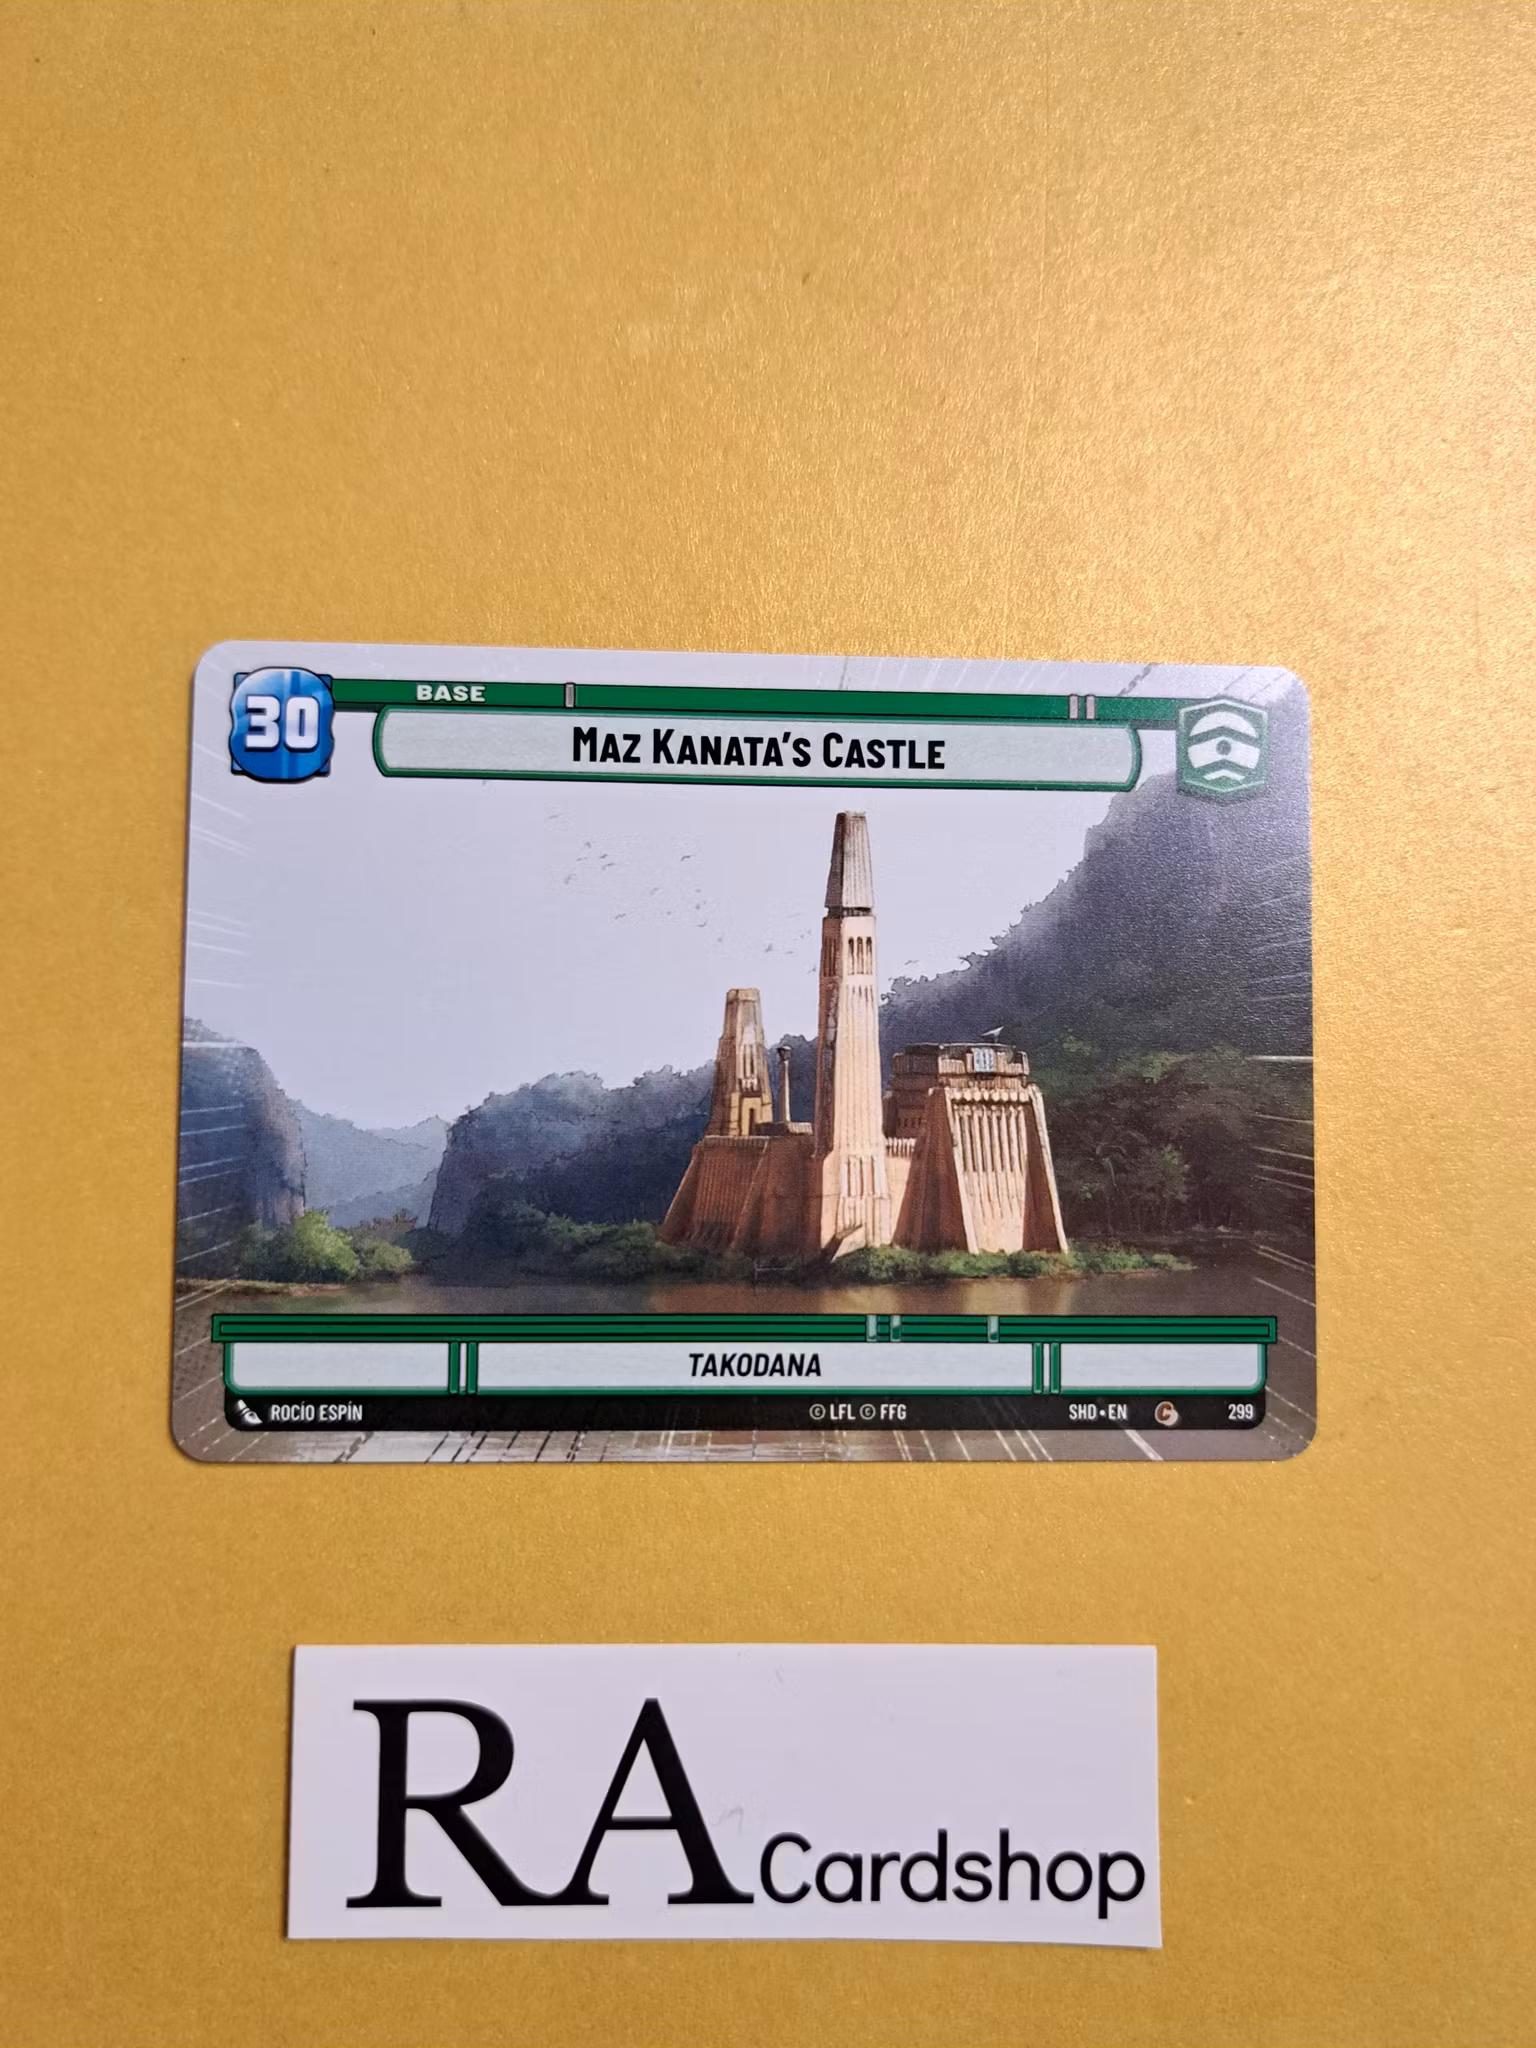 30
BASE
MAZ KANATA'S CASTLE
TAKODANA
ROCÍO ESPÍN
© LFL © FFG
SHD • EN
C
299
RA Cardshop